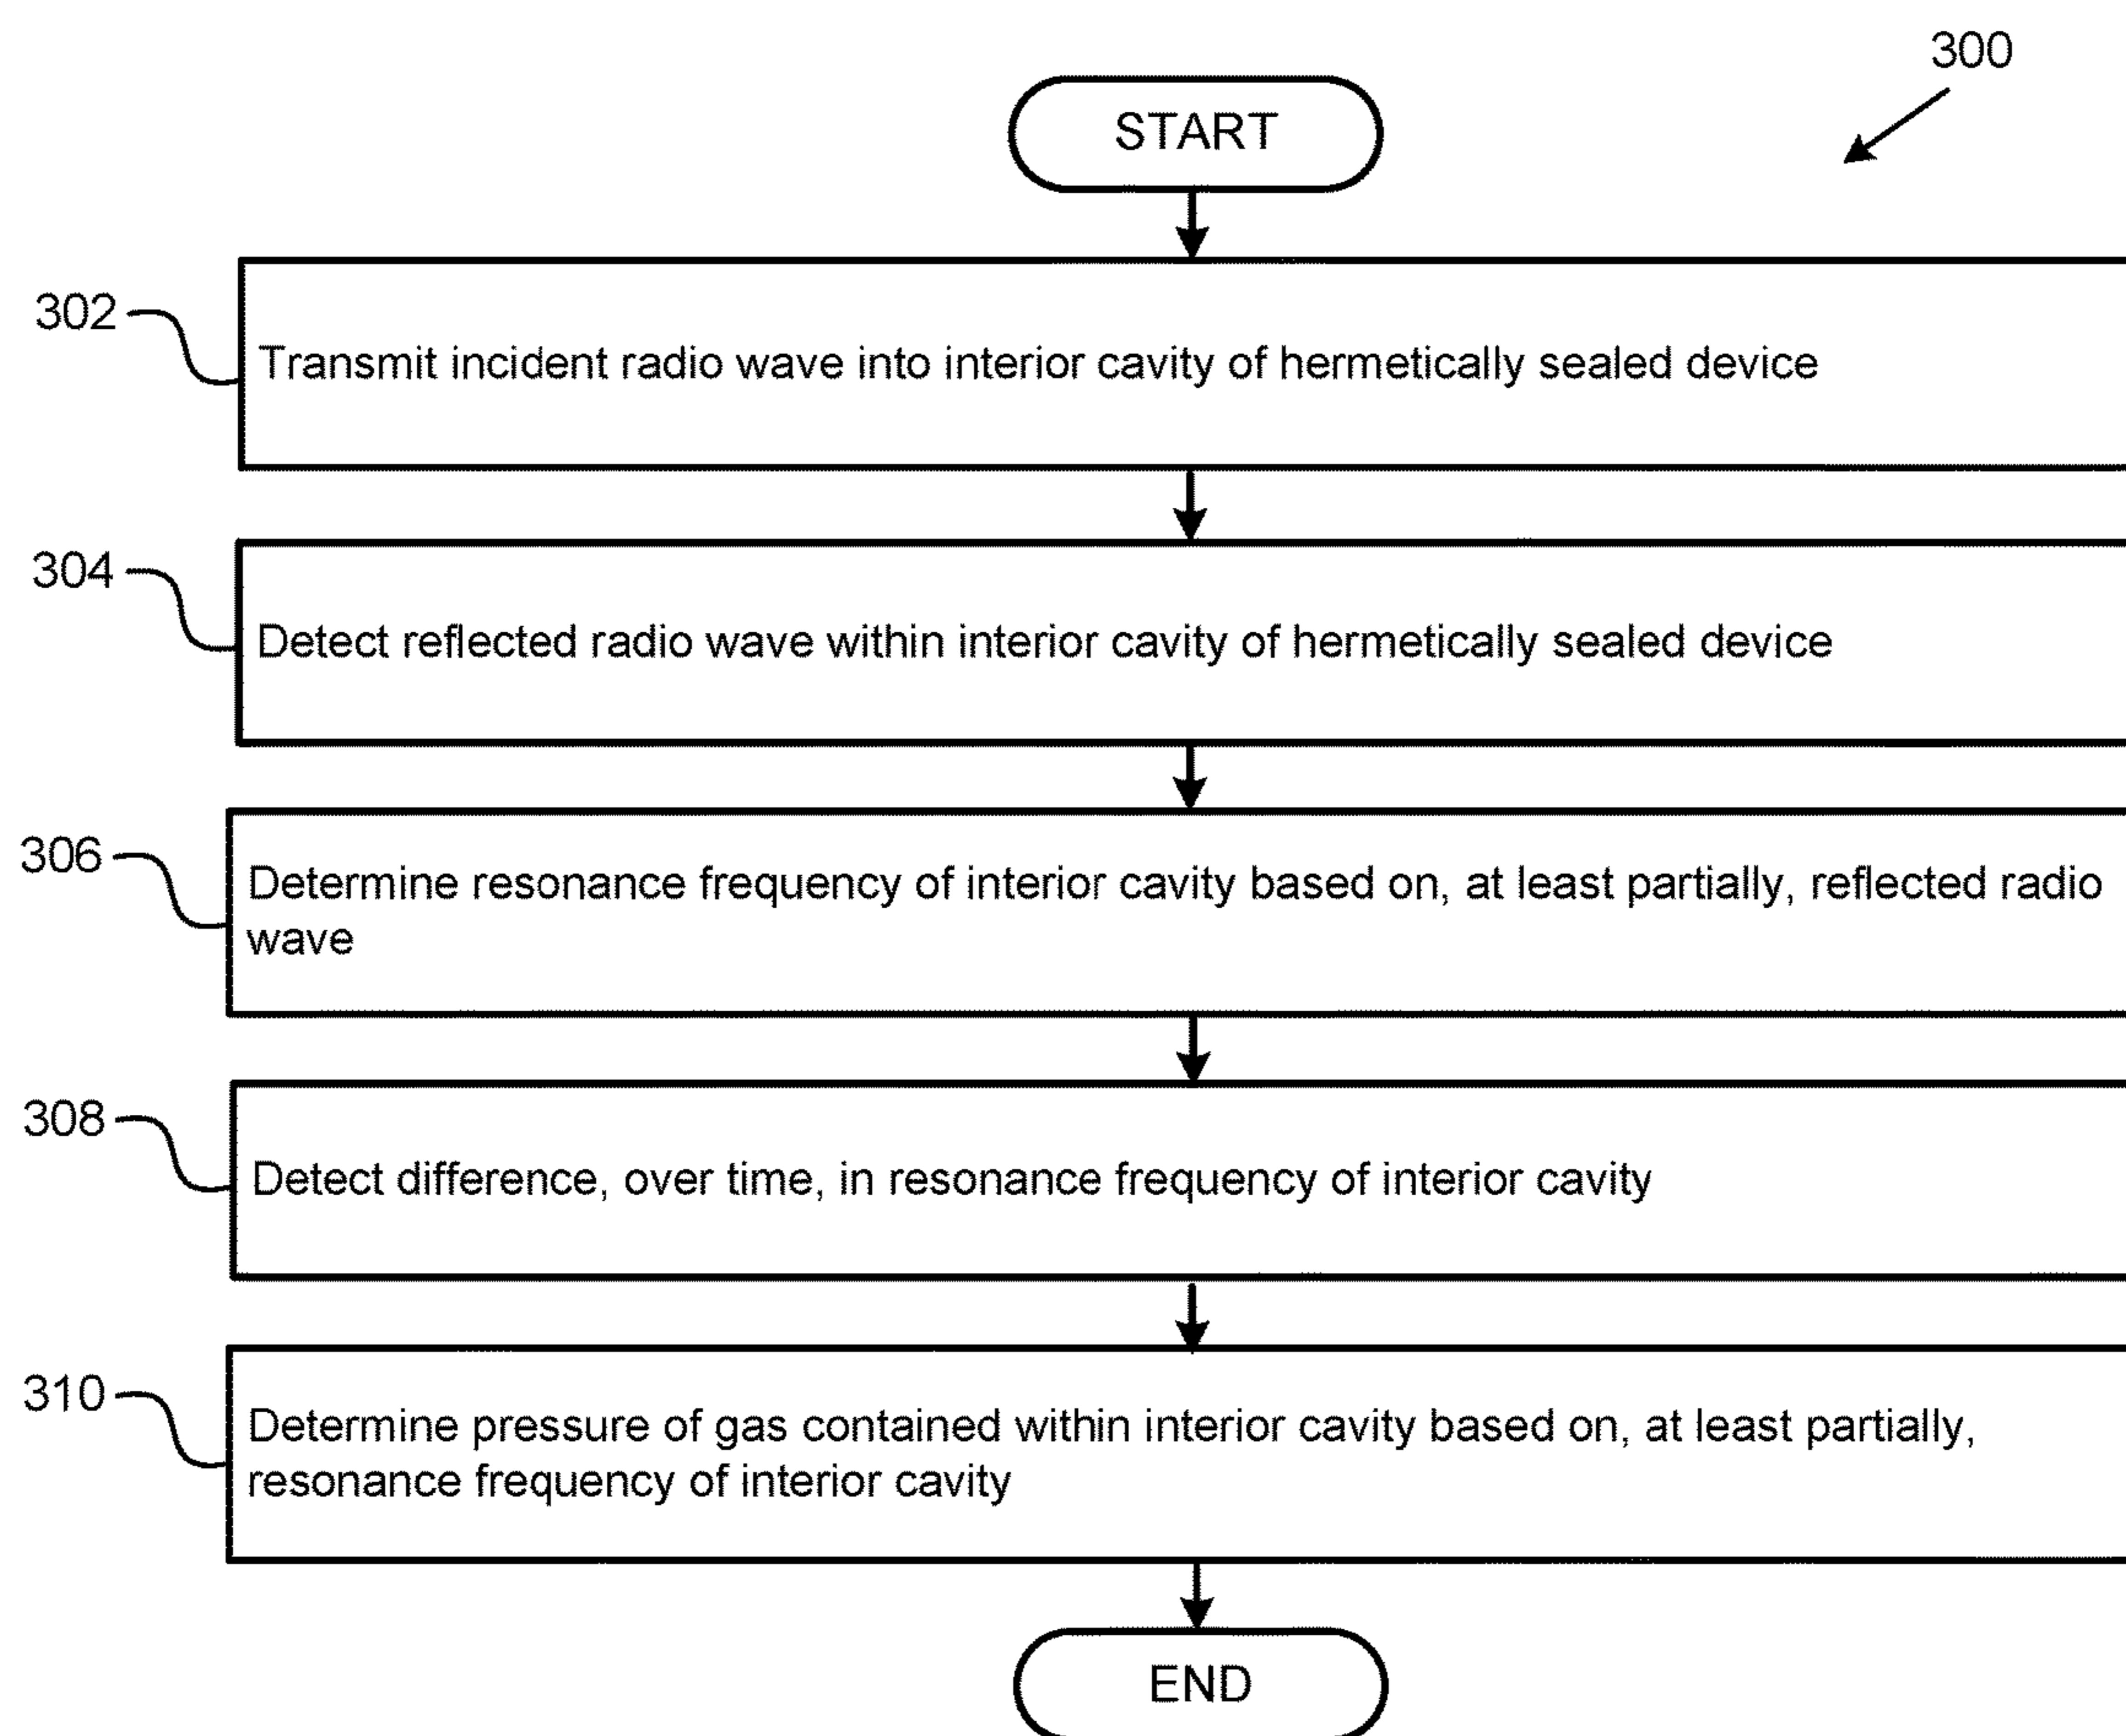 300
START
302
Transmit incident radio wave into interior cavity of hermetically sealed device
304
Detect reflected radio wave within interior cavity of hermetically sealed device
306
Determine resonance frequency of interior cavity based on, at least partially, reflected radio
wave
308
Detect difference, over time, in resonance frequency of interior cavity
310
Determine pressure of gas contained within interior cavity based on, at least partially,
resonance frequency of interior cavity
END